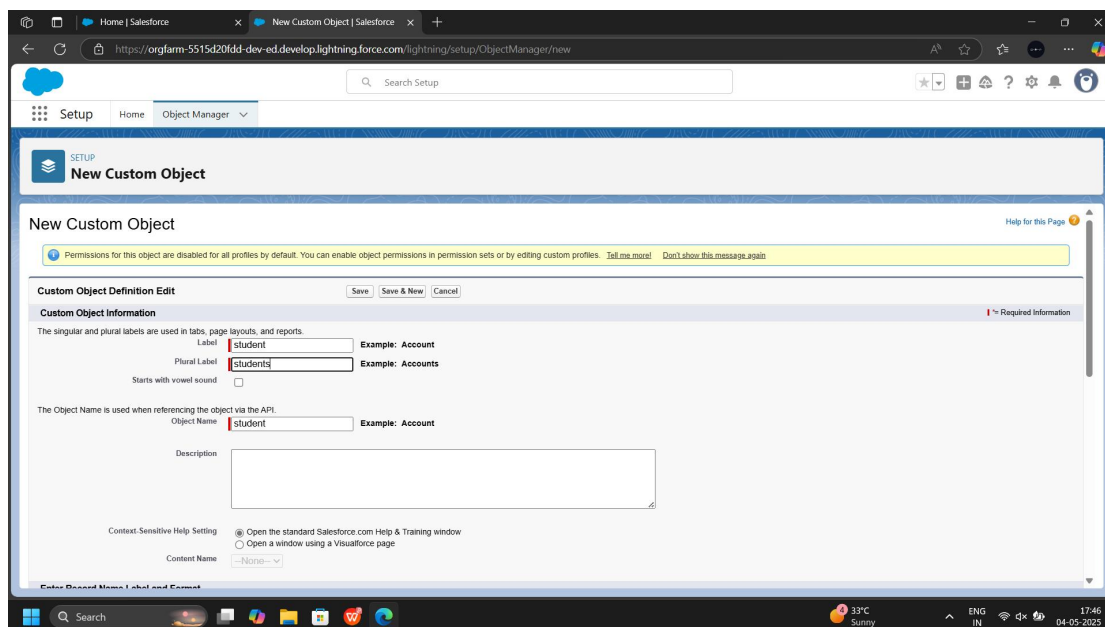 Home | Salesforce
New Custom Object | Salesforce
https://orgfarm-5515d20fdd-dev-ed.develop.lightning.force.com/lightning/setup/ObjectManager/new
Search Setup
Setup Home Object Manager
SETUP
New Custom Object
New Custom Object
Help for this Page
Permissions for this object are disabled for all profiles by default. You can enable object permissions in permission sets or by editing custom profiles. Tell me more! Don't show this message again
Custom Object Definition Edit Save Save & New Cancel
Custom Object Information = Required Information
The singular and plural labels are used in tabs, page layouts, and reports.
Label student Example: Account
Plural Label students Example: Accounts
Starts with vowel sound
The Object Name is used when referencing the object via the API.
Object Name student Example: Account
Description
Context-Sensitive Help Setting Open the standard Salesforce.com Help & Training window
Open a window using a Visualforce page
Content Name --None--
Enter Record Name Label and Format
Search 4 33°C ENG 17:46
Sunny IN 04-05-2025